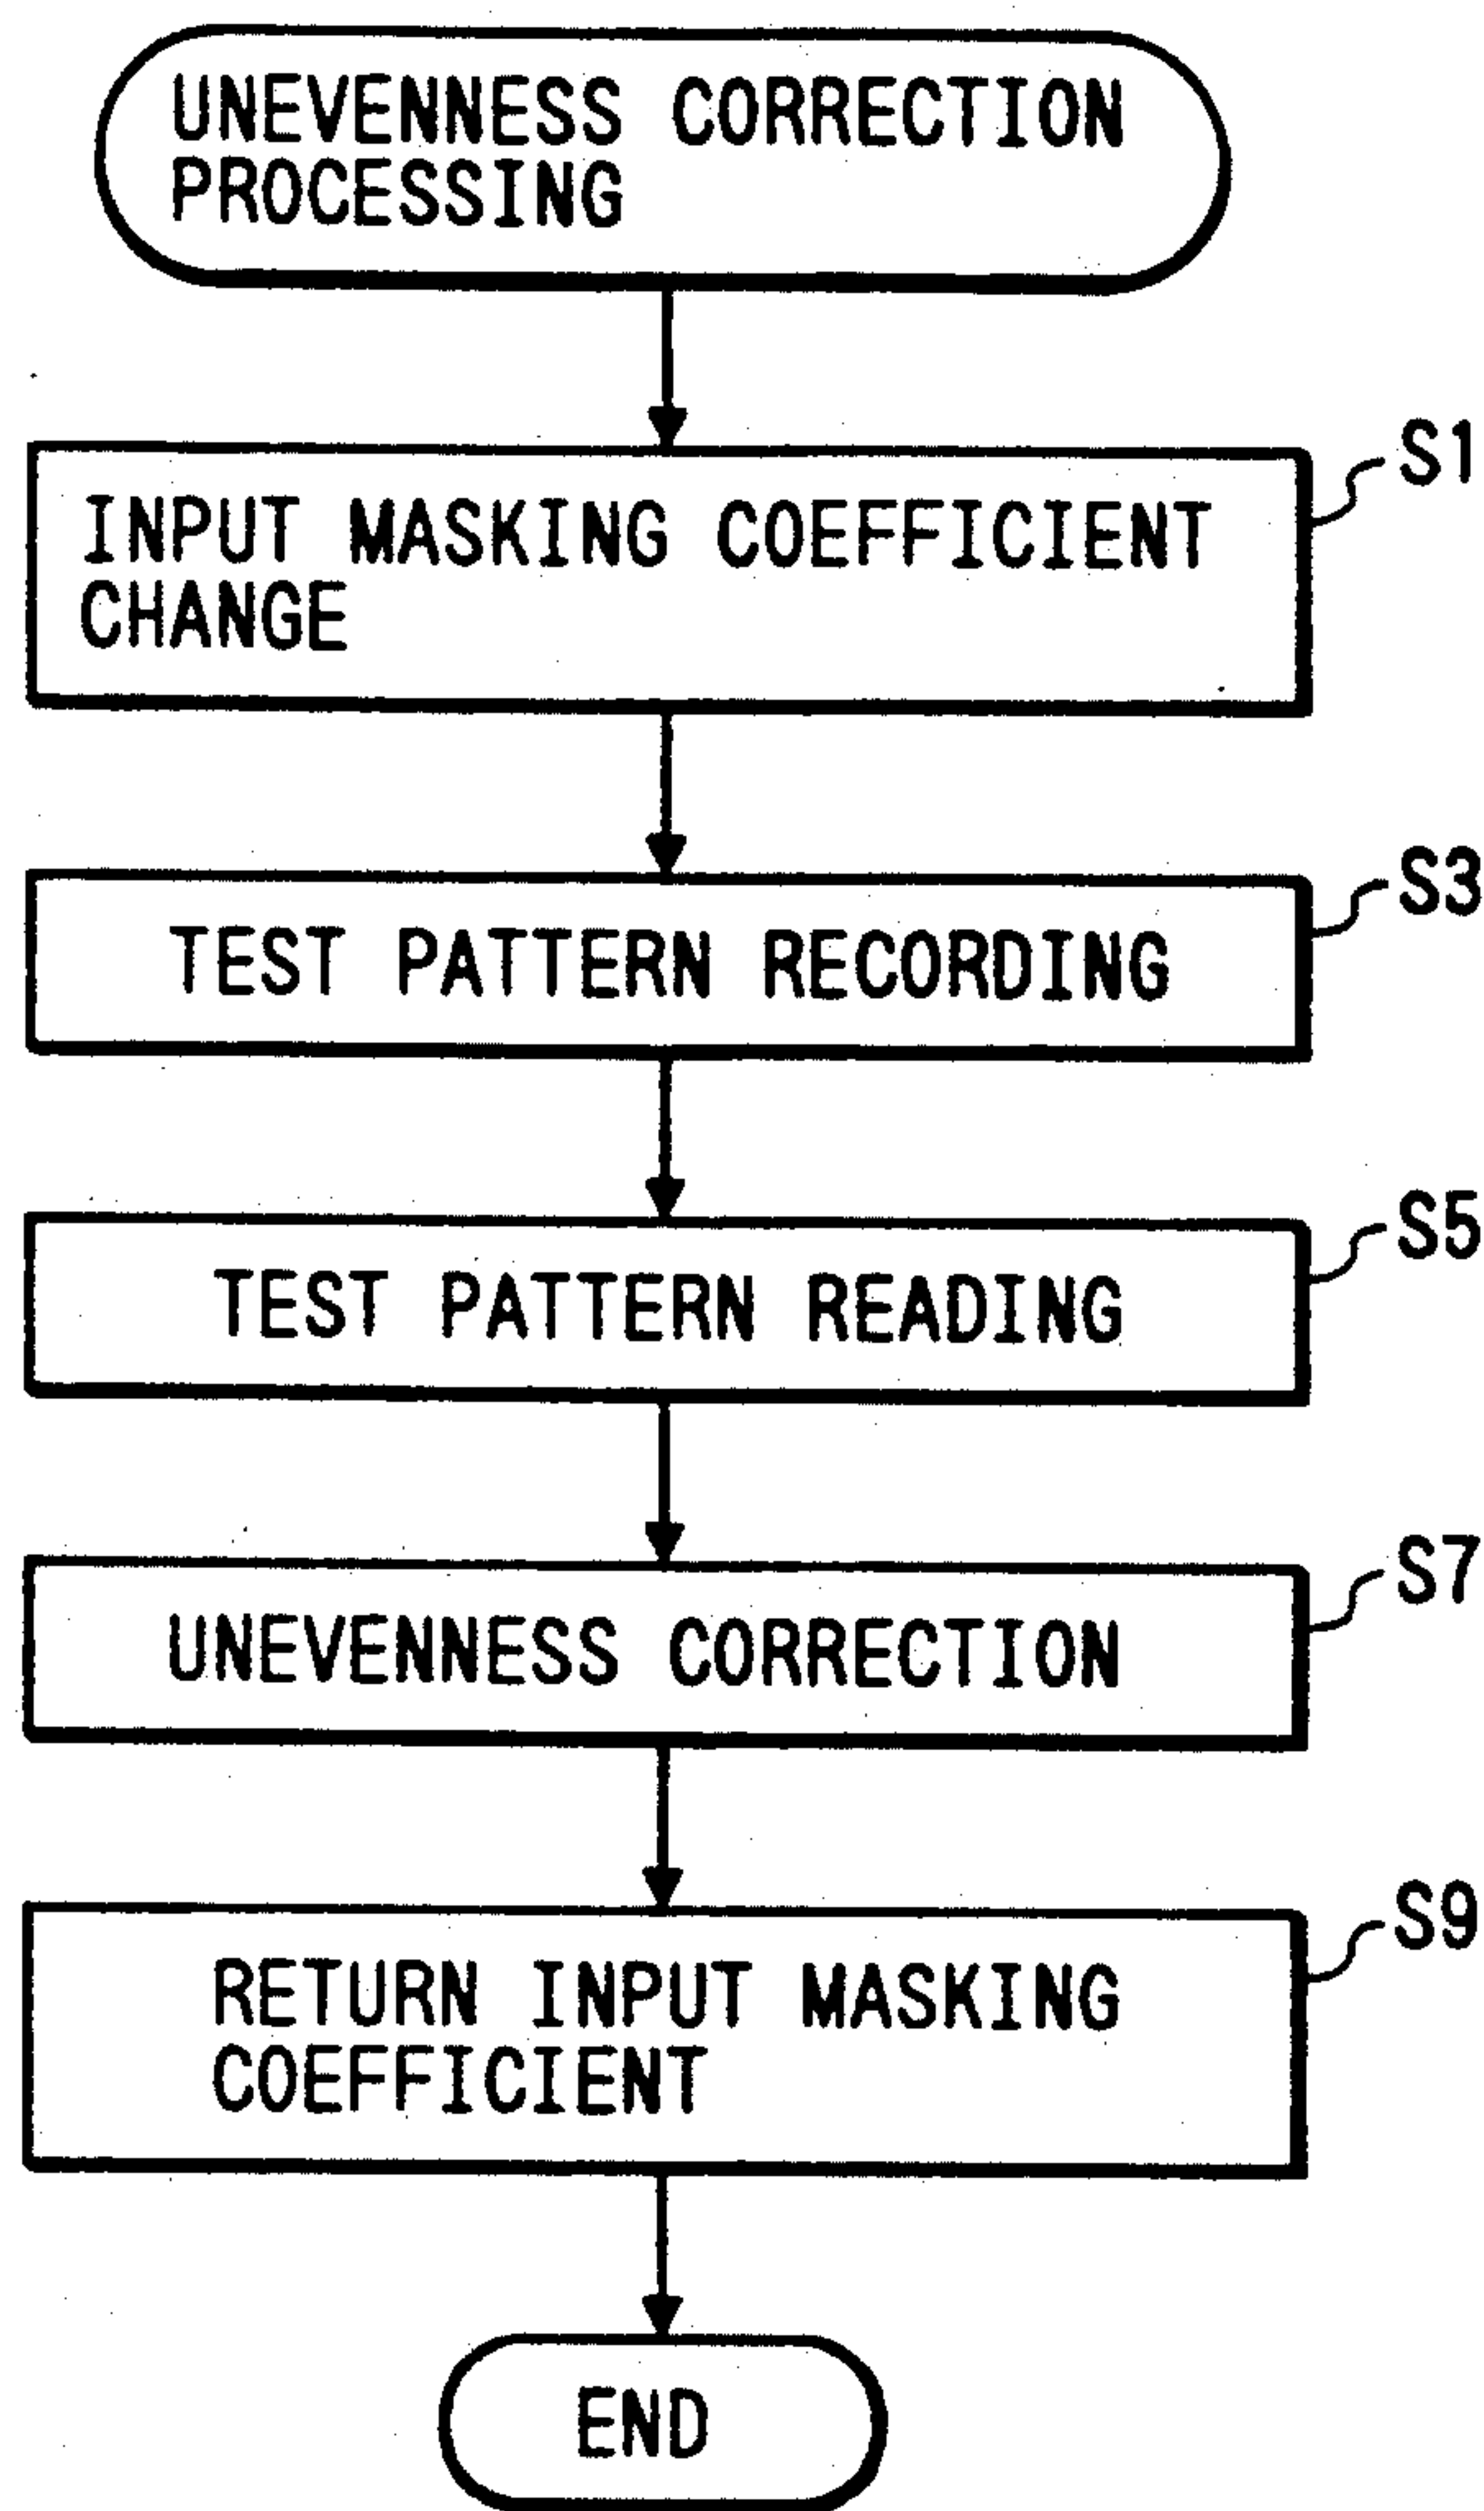 UNEVENNESS CORRECTION
PROCESSING
S1
INPUT MASKING COEFFICIENT
CHANGE
S3
TEST PATTERN RECORDING
S5
TEST PATTERN READING
S7
UNEVENNESS CORRECTION
S9
RETURN INPUT MASKING
COEFFICIENT
END